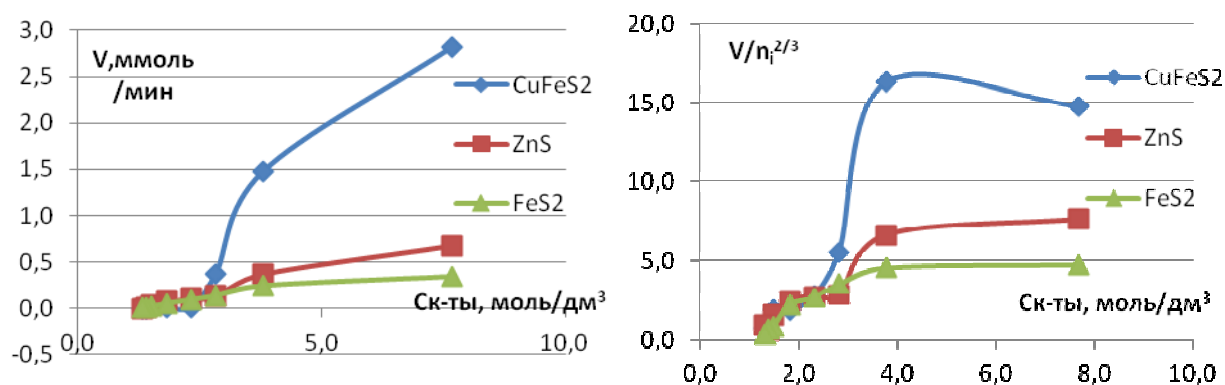 3,0
2,5
2,0
1,5
1,0
0,5
0,0
-0,5
V,ммоль
/мин
CuFeS2
ZnS
FeS2
Cк-ты, моль/дм³
0,0 5,0 10,0
20,0
15,0
10,0
5,0
0,0
V/nᵢ²/³
CuFeS2
ZnS
FeS2
Cк-ты, моль/дм³
0,0 2,0 4,0 6,0 8,0 10,0